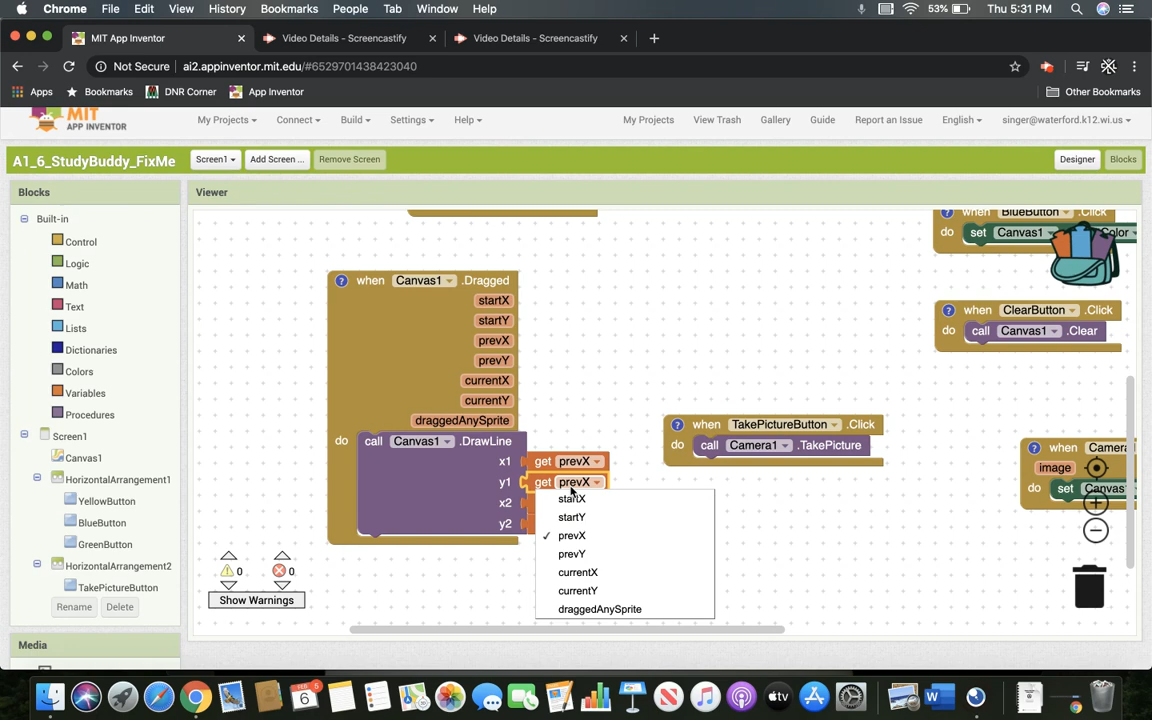 Chrome File Edit View History Bookmarks People Tab Window Help 53% Thu 5:31 PM
MIT App Inventor Video Details - Screencastify Video Details - Screencastify
Not Secure ai2.appinventor.mit.edu/#6529701438423040
Apps Bookmarks DNR Corner App Inventor Other Bookmarks
MIT APP INVENTOR My Projects Connect Build Settings Help My Projects View Trash Gallery Guide Report an Issue English singer@waterford.k12.wi.us
A1_6_StudyBuddy_FixMe Screen1 Add Screen ... Remove Screen Designer Blocks
Blocks Viewer
Built-in
Control
Logic
Math
Text
Lists
Dictionaries
Colors
Variables
Procedures
Screen1
Canvas1
HorizontalArrangement1
YellowButton
BlueButton
GreenButton
HorizontalArrangement2
TakePictureButton
Rename Delete
Media
when Canvas1 .Dragged
startX
startY
prevX
prevY
currentX
currentY
draggedAnySprite
do call Canvas1 .DrawLine
x1 get prevX
y1 get prevX
x2
y2
startX
startY
✓ prevX
prevY
currentX
currentY
draggedAnySprite
0 0
Show Warnings
when TakePictureButton .Click
do call Camera1 .TakePicture
when BlueButton .Click
do set Canvas1 Color
when ClearButton .Click
do call Canvas1 .Clear
when Camera
image
do set Canvas
FEB 6
tv